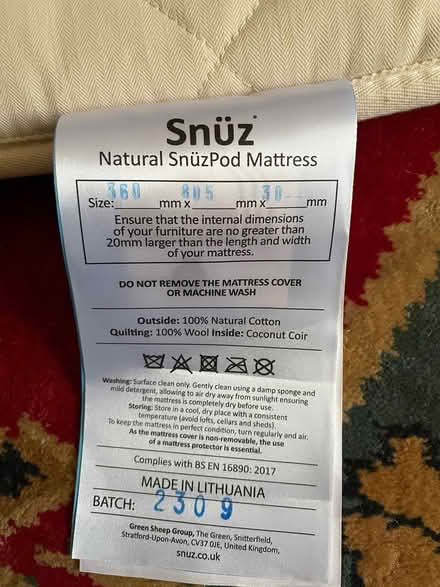 Snüz
Natural SnüzPod Mattress
Size: 360 mm x 805 mm x 30 mm
Ensure that the internal dimensions
of your furniture are no greater than
20mm larger than the length and width
of your mattress.
DO NOT REMOVE THE MATTRESS COVER
OR MACHINE WASH
Outside: 100% Natural Cotton
Quilting: 100% Wool Inside: Coconut Coir
Washing: Surface clean only. Gently clean using a damp sponge and
mild detergent, allowing to air dry away from sunlight ensuring
the mattress is completely dry before use.
Storing: Store in a cool, dry place with a consistent
temperature (avoid lofts, cellars and sheds).
To keep the mattress in perfect condition, turn regularly and air.
As the mattress cover is non-removable, the use
of a mattress protector is essential.
Complies with BS EN 16890: 2017
MADE IN LITHUANIA
BATCH: 2309
Green Sheep Group, The Green, Snitterfield,
Stratford-Upon-Avon, CV37 0JE, United Kingdom,
snuz.co.uk